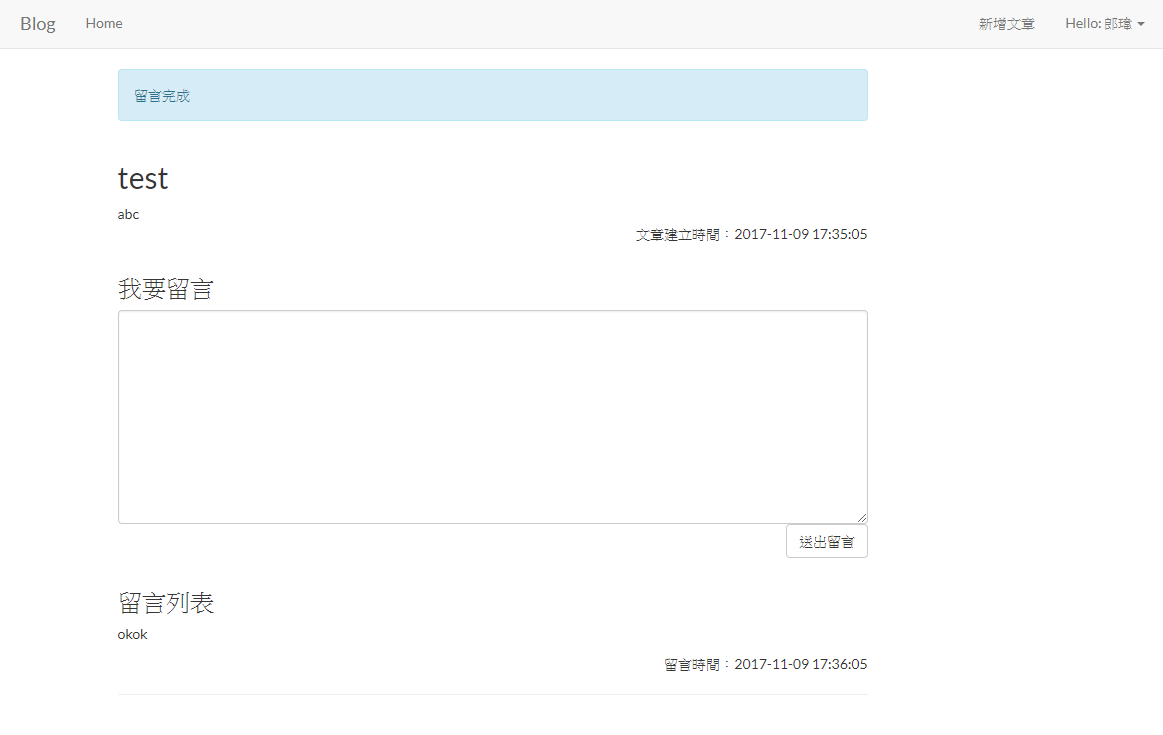 Blog Home 新增文章 Hello: 郎瑋
留言完成
test
abc
文章建立時間：2017-11-09 17:35:05
我要留言
送出留言
留言列表
okok
留言時間：2017-11-09 17:36:05